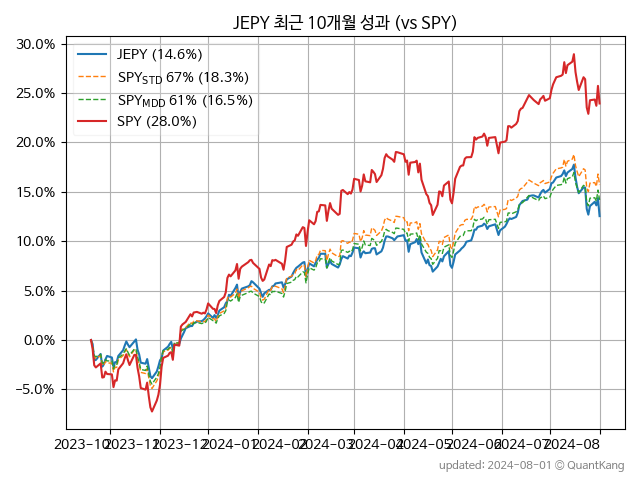 JEPY 최근 10개월 성과 (vs SPY)
JEPY (14.6%)
SPY_STD 67% (18.3%)
SPY_MDD 61% (16.5%)
SPY (28.0%)
30.0%
25.0%
20.0%
15.0%
10.0%
5.0%
0.0%
−5.0%
2023-10 2023-11 2023-12 2024-01 2024-02 2024-03 2024-04 2024-05 2024-06 2024-07 2024-08
updated: 2024-08-01 © QuantKang